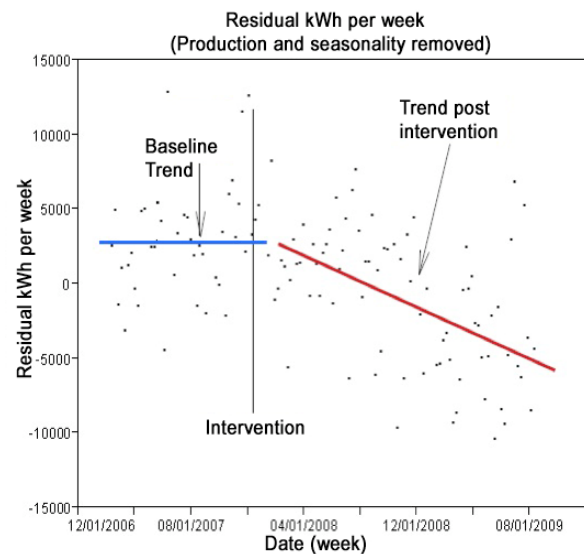 Residual kWh per week
(Production and seasonality removed)
15000
10000
5000
0
-5000
-10000
-15000
Residual kWh per week
Baseline
Trend
Trend post
intervention
Intervention
12/01/2006
08/01/2007
04/01/2008
12/01/2008
08/01/2009
Date (week)